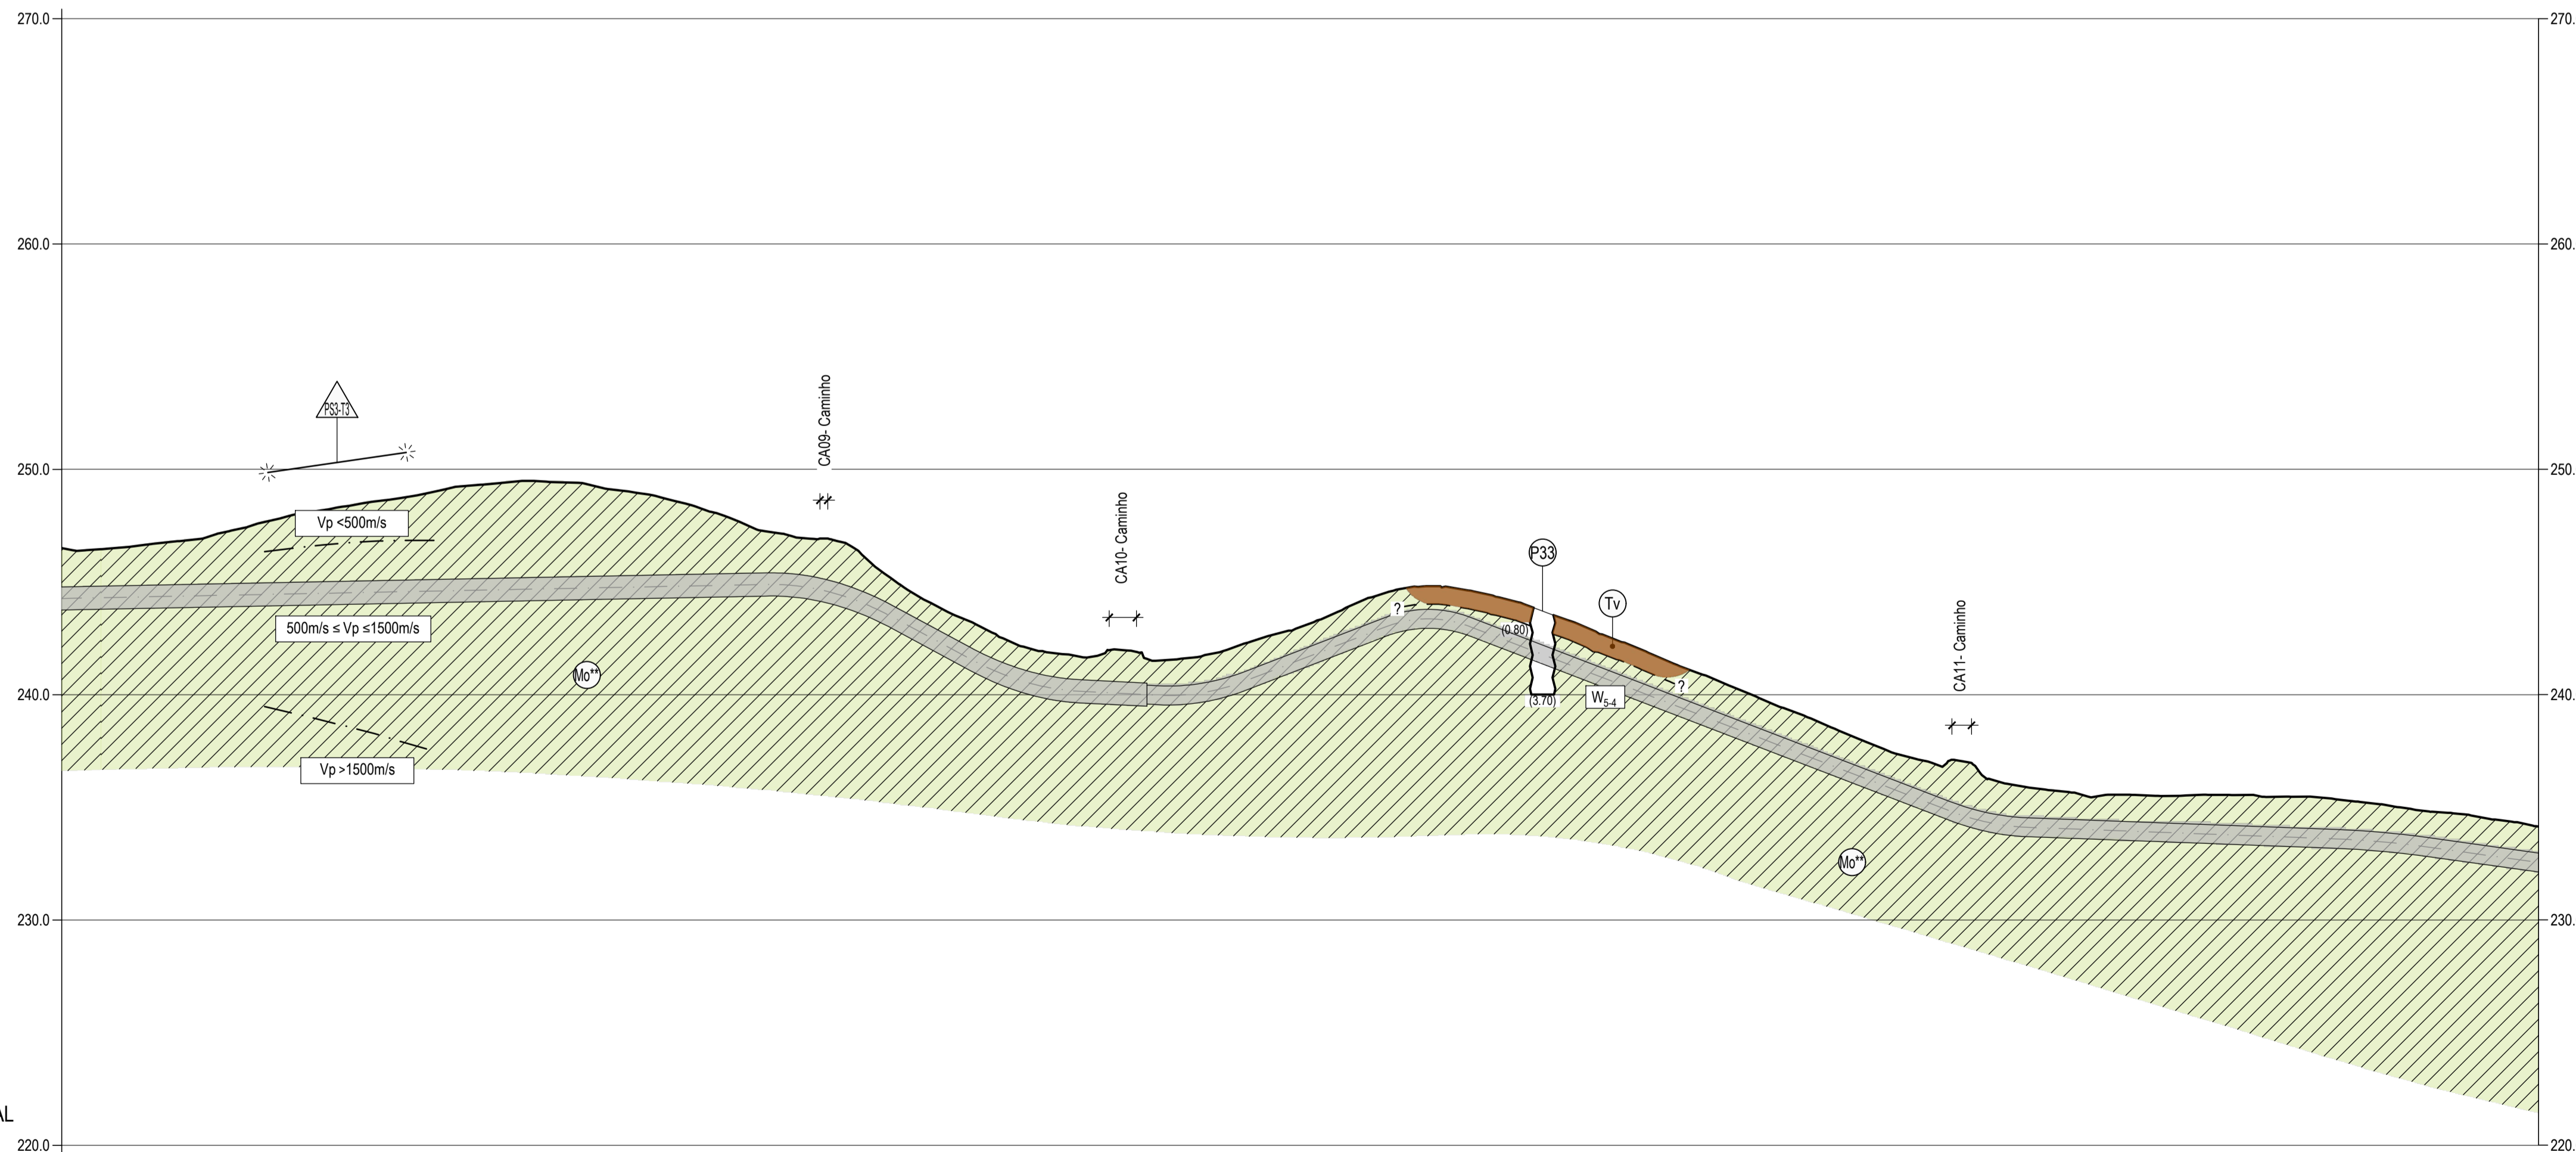 270.0
270.
260.0
260.
PS3-T3
CA09- Caminho
250.0
250.
Vp <500m/s
CA10- Caminho
P33
Tv
CA11- Caminho
?
(0.80)
500m/s ≤ Vp ≤1500m/s
Mo**
?
240.0
W5-4
(3.70)
240.
Vp >1500m/s
Mo**
230.0
230.
AL
220.0
220.